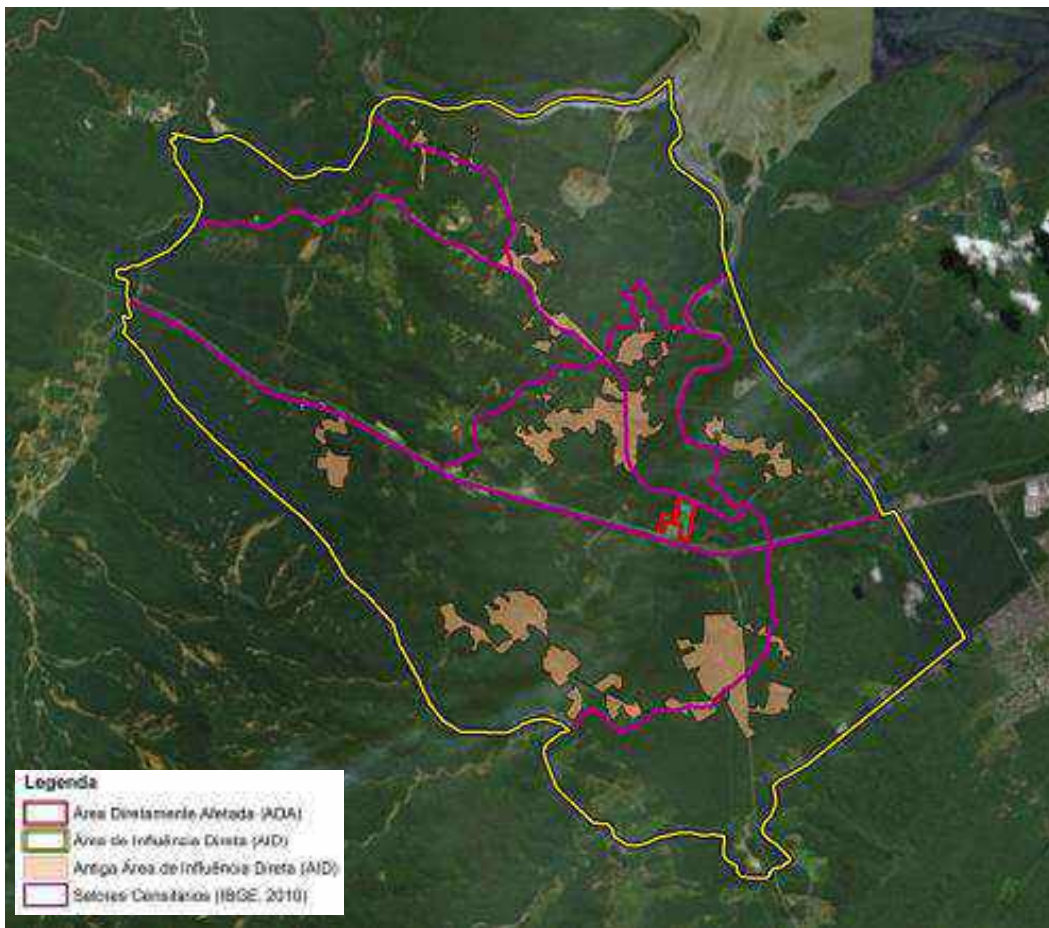 Legenda
Área Diretamente Afetada (ADA)
Área de Influência Direta (AID)
Antiga Área de Influência Direta (AID)
Setores Censitários (IBGE, 2010)